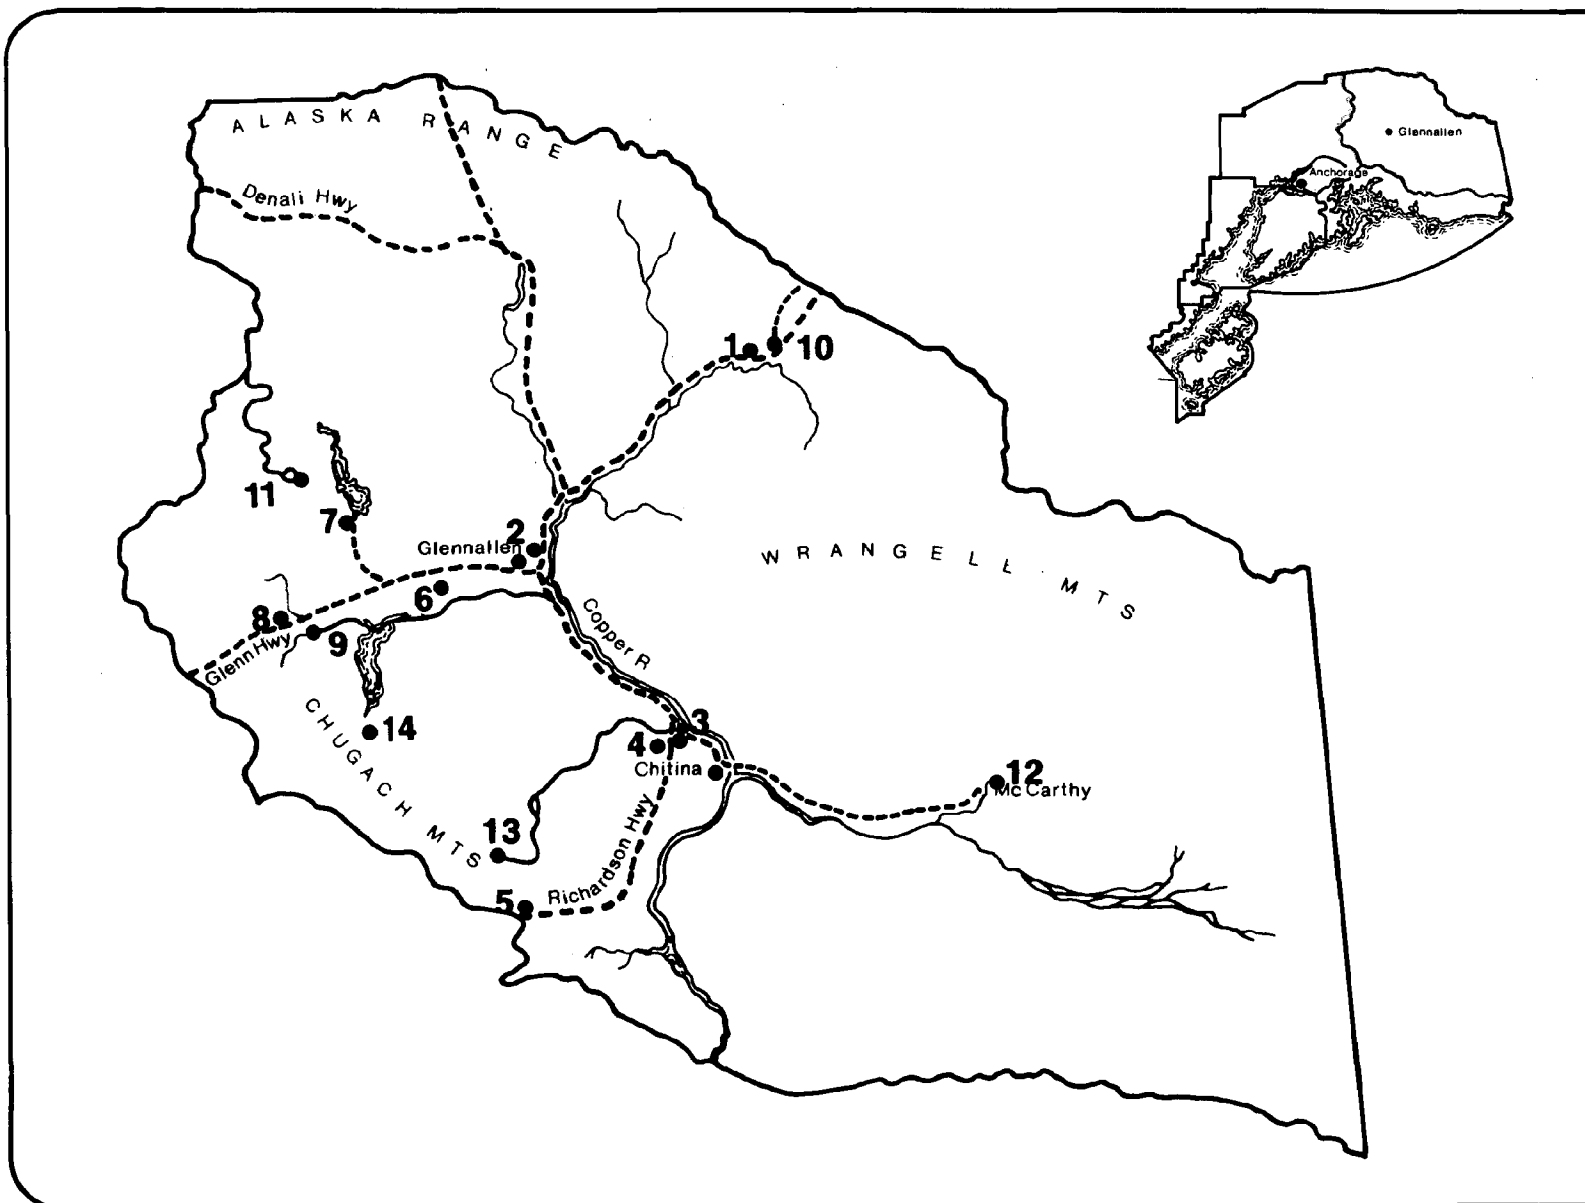 ALASKA RANGE
Denali Hwy
Glennallen
Anchorage
1
10
11
7
2
Glennallen
WRANGELL MTS
6
8
Glenn Hwy
9
Copper R
CHUGACH MTS
14
3
4
Chitina
12
McCarthy
13
Richardson Hwy
5